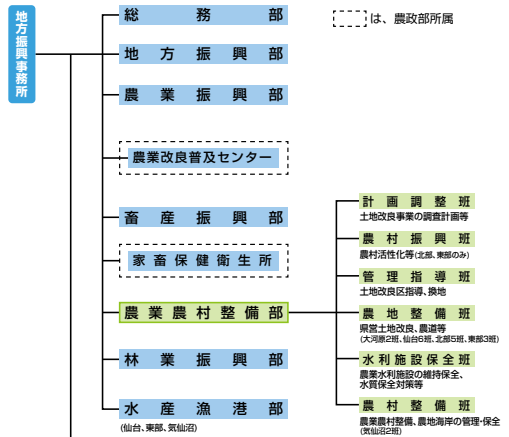 地方振興事務所
総務部
は、農政部所属
地方振興部
農業振興部
農業改良普及センター
畜産振興部
家畜保健衛生所
農業農村整備部
林業振興部
水産漁港部
(仙台、東部、気仙沼)
計画調整班
土地改良事業の調査計画等
農村振興班
農村活性化等(北部、東部のみ)
管理指導班
土地改良区指導、換地
農地整備班
県営土地改良、農道等
(大河原2班、仙台6班、北部5班、東部3班)
水利施設保全班
農業水利施設の維持保全、
水質保全対策等
農村整備班
農業農村整備、農地海岸の管理・保全
(気仙沼2班)